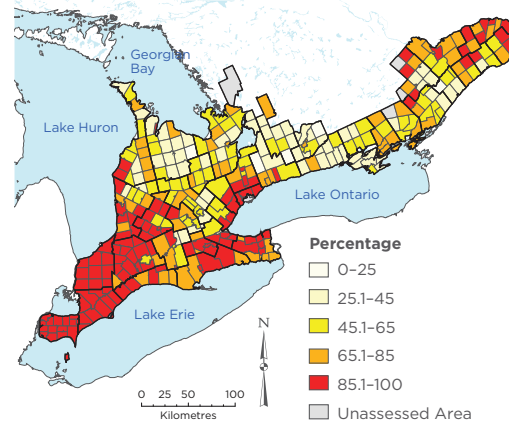 Georgian
Bay
Lake Huron
Lake Ontario
Lake Erie
Percentage
0–25
25.1–45
45.1–65
65.1–85
85.1–100
Unassessed Area
N
0 25 50 100
Kilometres